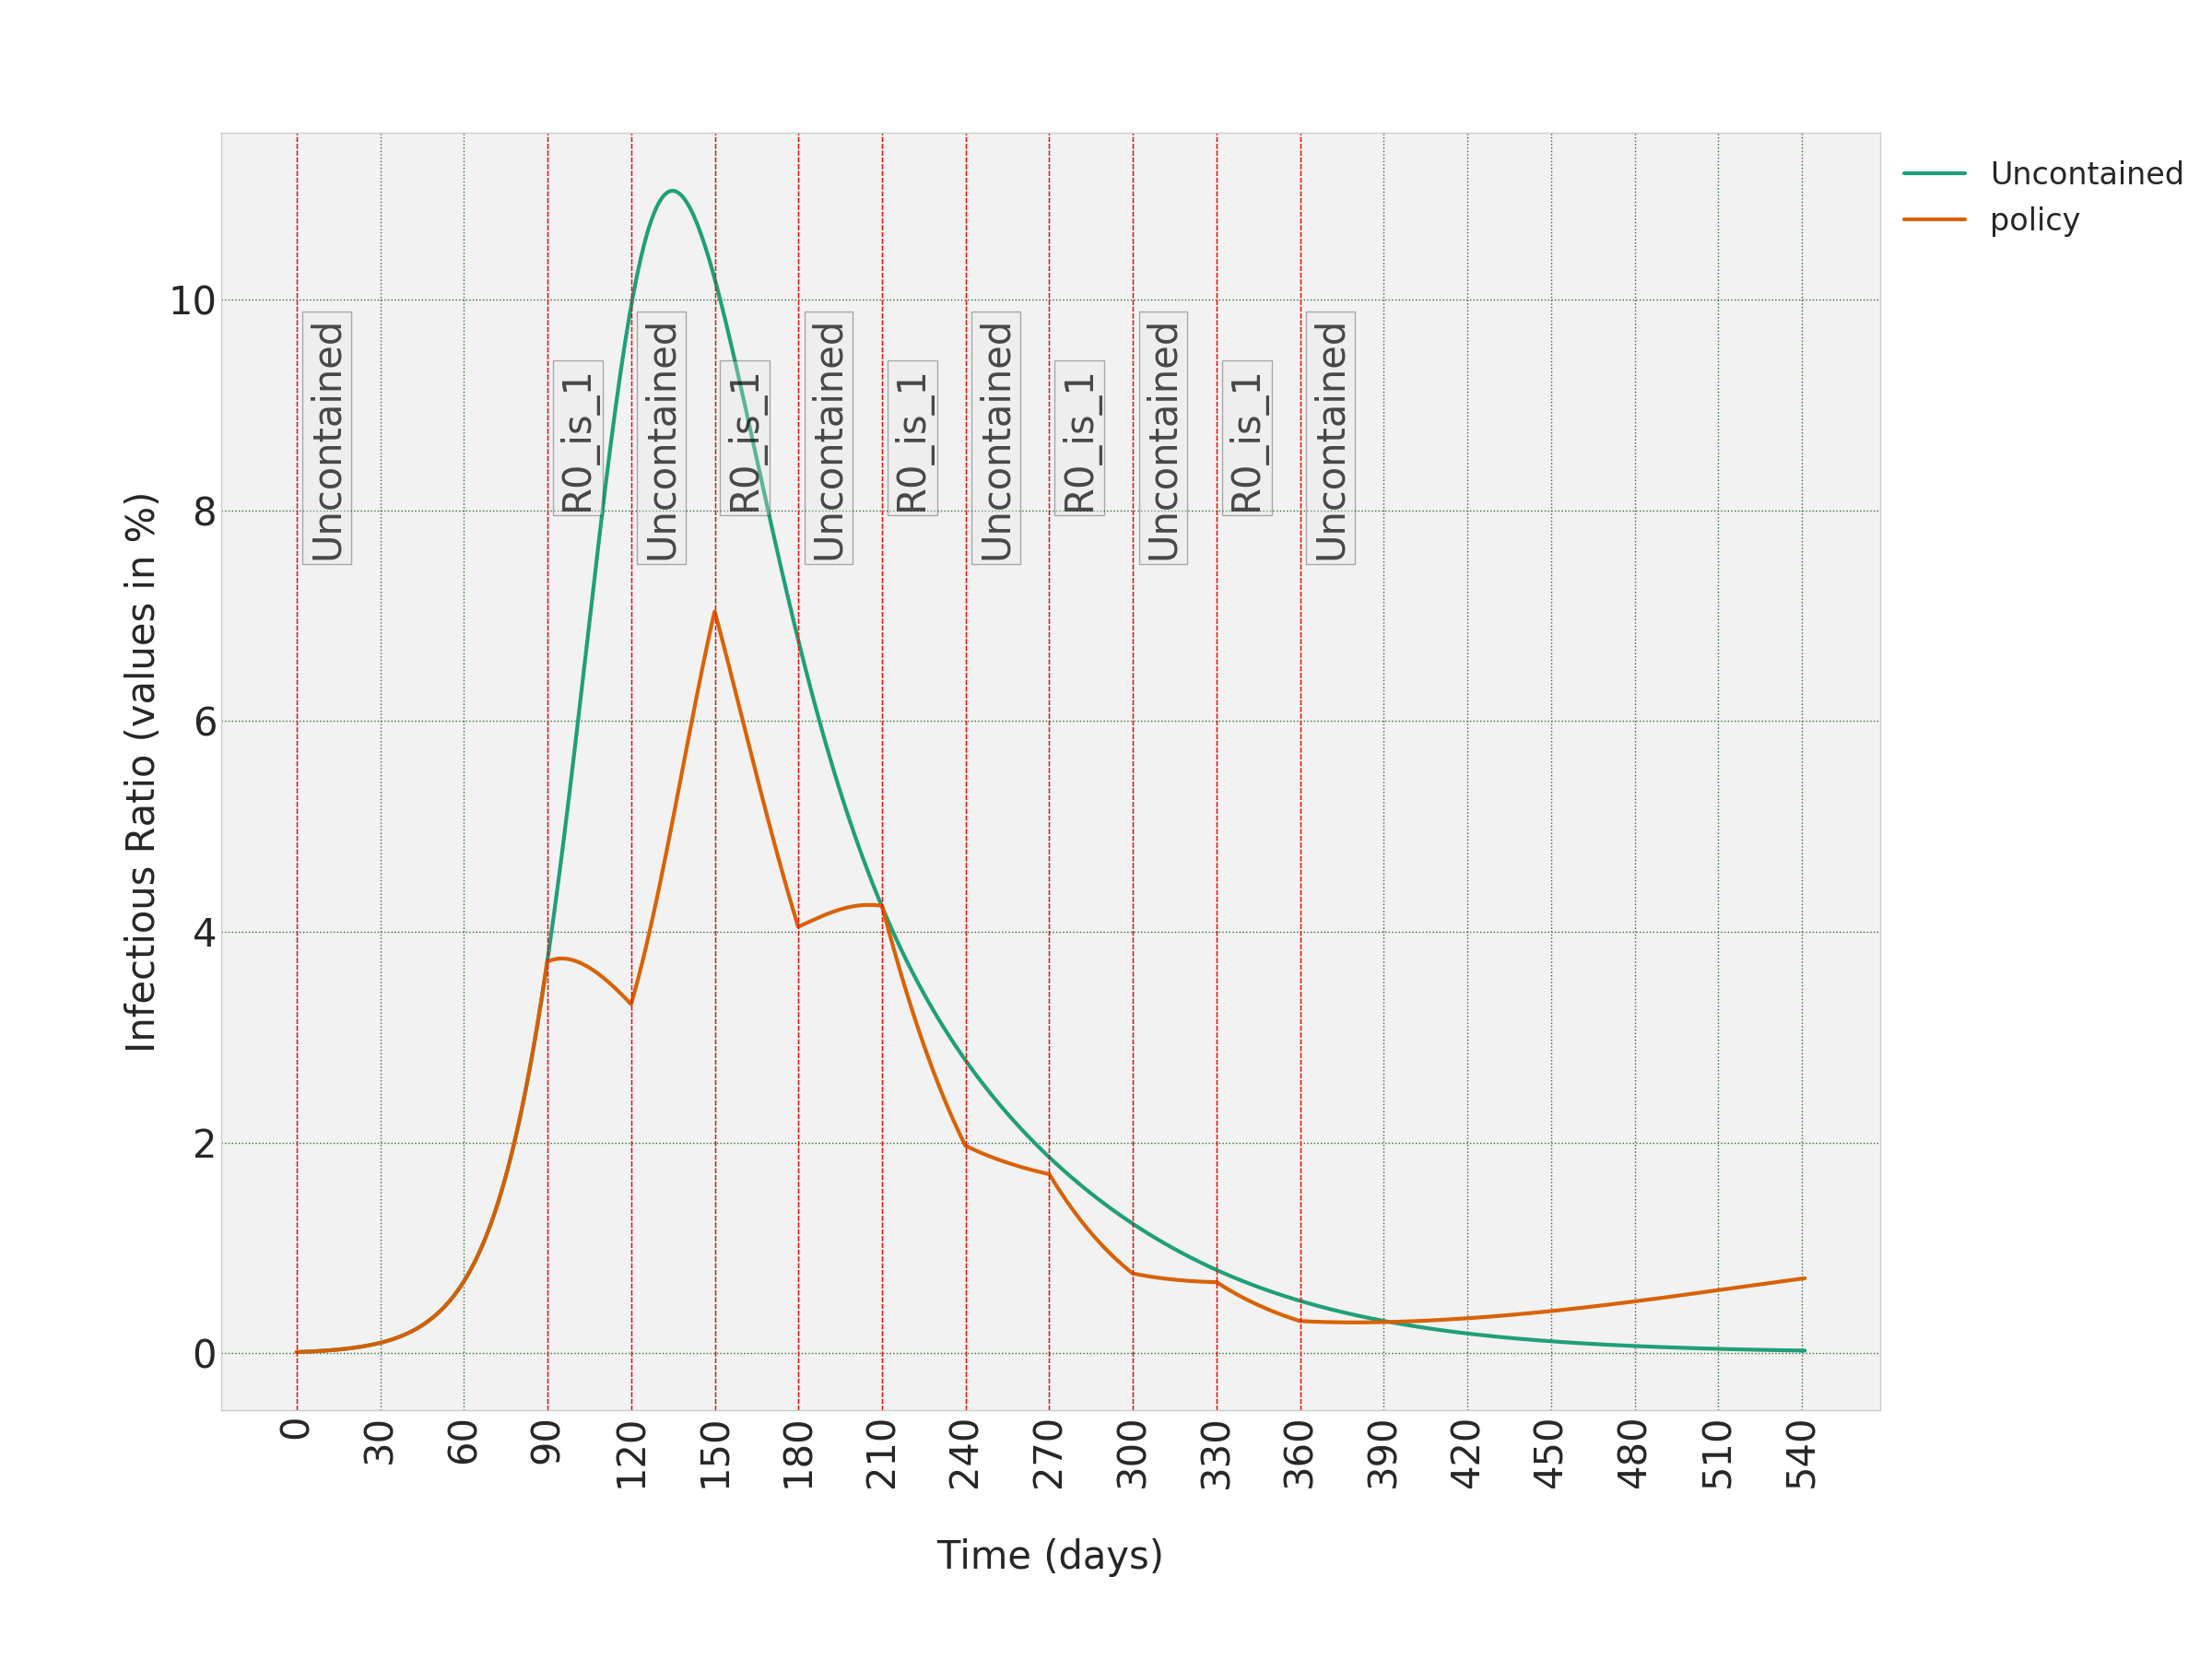 Uncontained
policy
Infectious Ratio (values in %)
10
8
6
4
2
0
Uncontained
R0_is_1
Uncontained
R0_is_1
Uncontained
R0_is_1
Uncontained
R0_is_1
Uncontained
R0_is_1
Uncontained
0
30
60
90
120
150
180
210
240
270
300
330
360
390
420
450
480
510
540
Time (days)